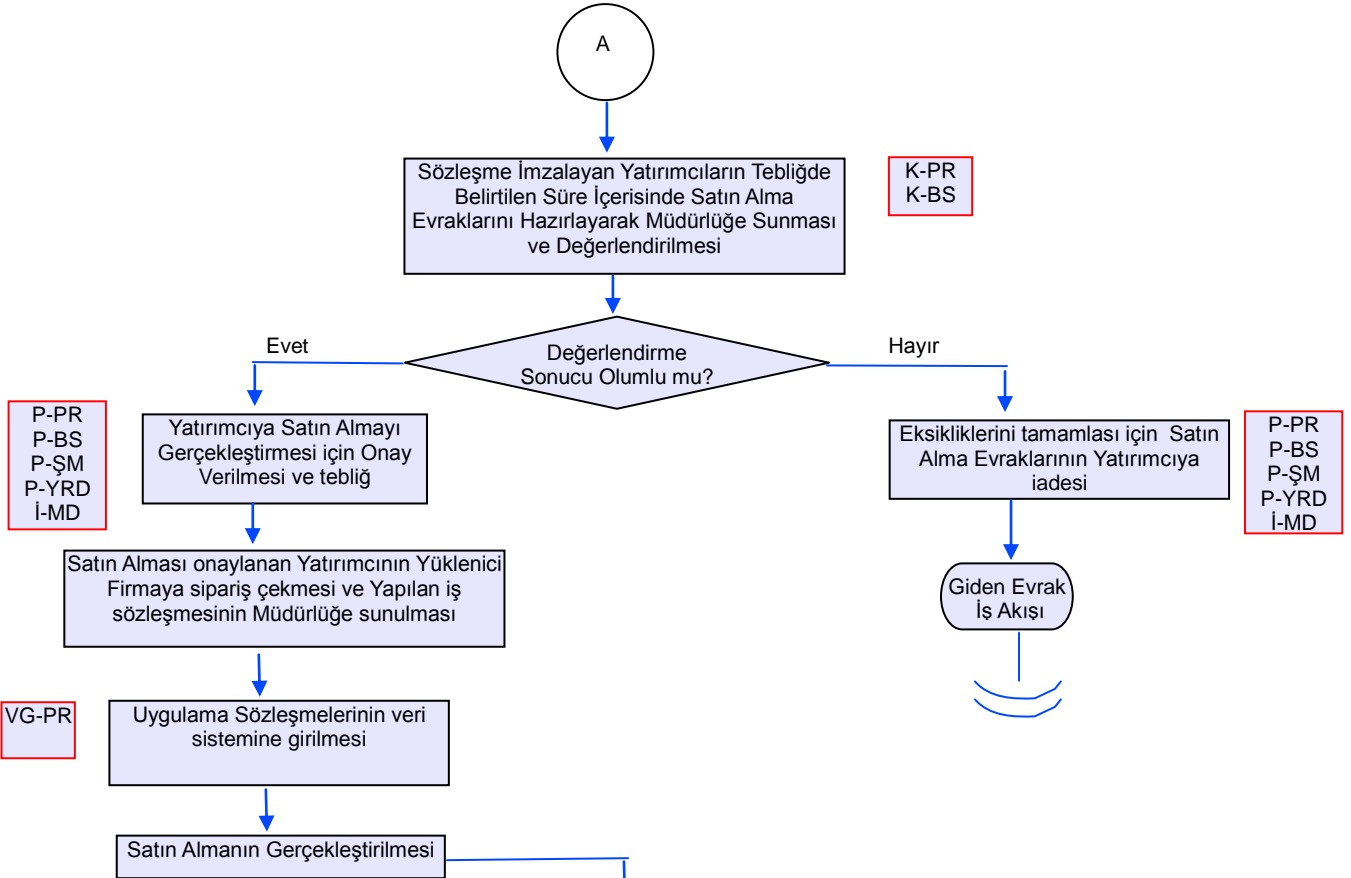 A
Sözleşme İmzalayan Yatırımcıların Tebliğde
Belirtilen Süre İçerisinde Satın Alma
Evraklarını Hazırlayarak Müdürlüğe Sunması
ve Değerlendirilmesi
K-PR
K-BS
Değerlendirme
Sonucu Olumlu mu?
Evet
Hayır
P-PR
P-BS
P-ŞM
P-YRD
İ-MD
Yatırımcıya Satın Almayı
Gerçekleştirmesi için Onay
Verilmesi ve tebliğ
Eksikliklerini tamamlası için Satın
Alma Evraklarının Yatırımcıya
iadesi
P-PR
P-BS
P-ŞM
P-YRD
İ-MD
Satın Alması onaylanan Yatırımcının Yüklenici
Firmaya sipariş çekmesi ve Yapılan iş
sözleşmesinin Müdürlüğe sunulması
Giden Evrak
İş Akışı
VG-PR
Uygulama Sözleşmelerinin veri
sistemine girilmesi
Satın Almanın Gerçekleştirilmesi